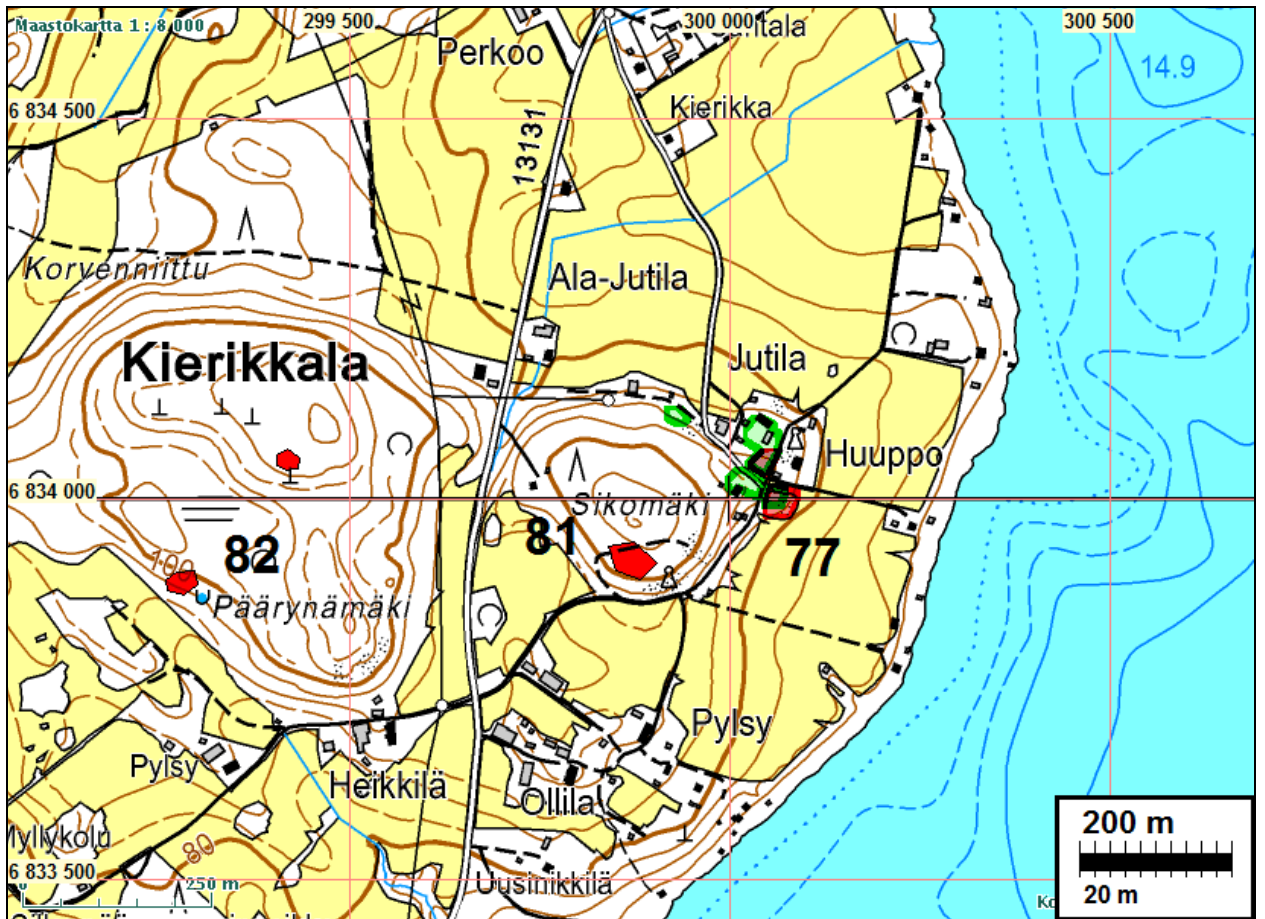 Maastokartta 1 : 8 000
299 500
300 000
300 500
Perkoo
14.9
6 834 500
Kierikka
13131
Korvenniittu
Ala-Jutila
Kierikkala
Jutila
Huuppo
6 834 000
Sikomäki
82
81
77
100
Päärynämäki
Pylsy
Pylsy
Heikkilä
Ollila
200 m
Myllykolu
80
6 833 500
0
250 m
Uusinikkilä
20 m